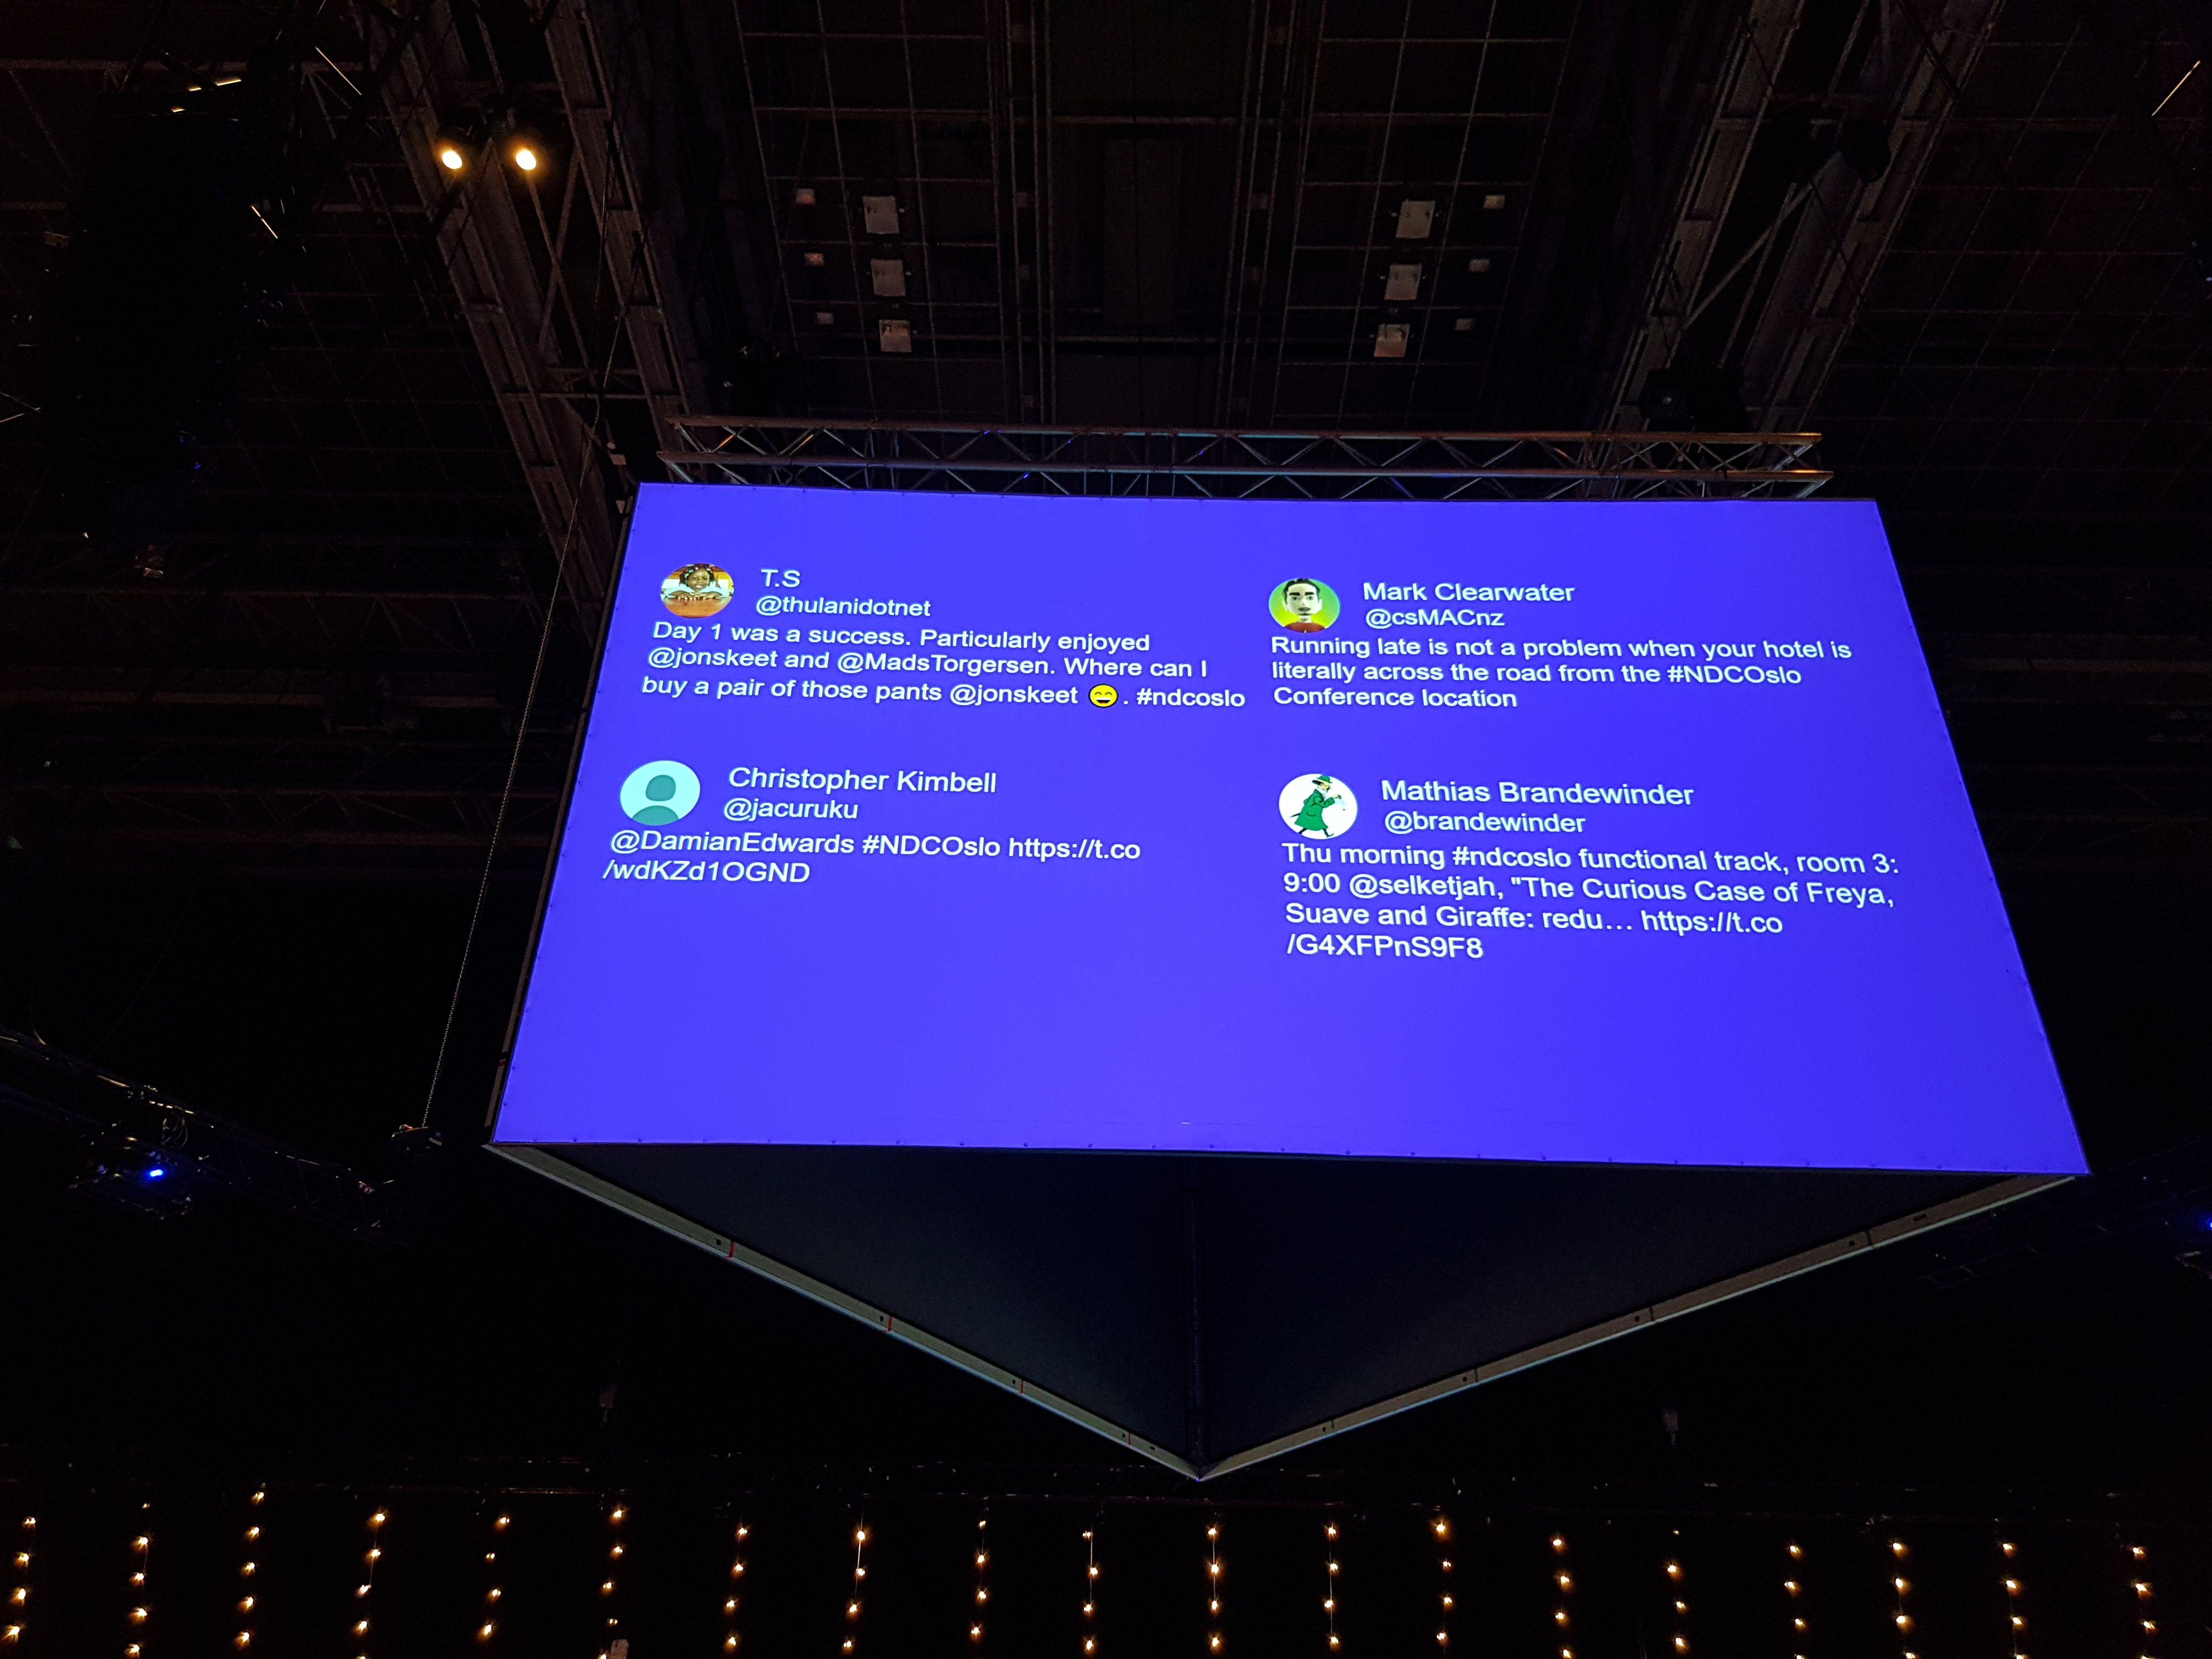 T.S
@thulanidotnet
Day 1 was a success. Particularly enjoyed
@jonskeet and @MadsTorgersen. Where can I
buy a pair of those pants @jonskeet 😄. #ndcoslo
Mark Clearwater
@csMACnz
Running late is not a problem when your hotel is
literally across the road from the #NDCOslo
Conference location
Christopher Kimbell
@jacuruku
@DamianEdwards #NDCOslo https://t.co
/wdKZd1OGND
Mathias Brandewinder
@brandewinder
Thu morning #ndcoslo functional track, room 3:
9:00 @selketjah, "The Curious Case of Freya,
Suave and Giraffe: redu… https://t.co
/G4XFPnS9F8